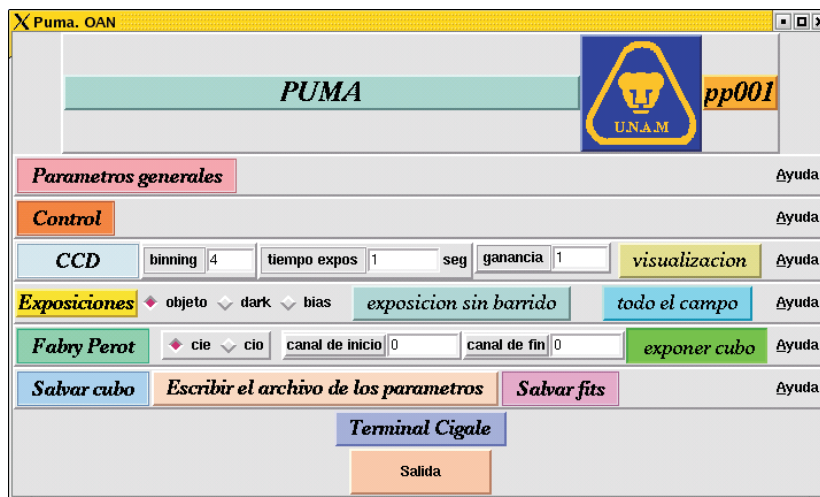 Puma. OAN
PUMA U.N.A.M pp001
Parametros generales Ayuda
Control Ayuda
CCD binning 4 tiempo expos 1 seg ganancia 1 visualizacion Ayuda
Exposiciones objeto dark bias exposicion sin barrido todo el campo Ayuda
Fabry Perot cie cio canal de inicio 0 canal de fin 0 exponer cubo Ayuda
Salvar cubo Escribir el archivo de los parametros Salvar fits Ayuda
Terminal Cigale
Salida